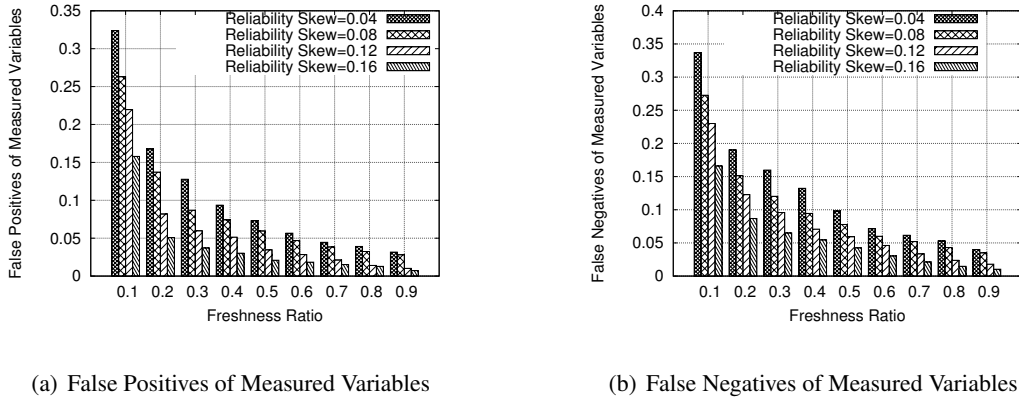 False Positives of Measured Variables
0.35
0.3
0.25
0.2
0.15
0.1
0.05
0
Reliability Skew=0.04
Reliability Skew=0.08
Reliability Skew=0.12
Reliability Skew=0.16
0.1 0.2 0.3 0.4 0.5 0.6 0.7 0.8 0.9
Freshness Ratio
(a) False Positives of Measured Variables
False Negatives of Measured Variables
0.4
0.35
0.3
0.25
0.2
0.15
0.1
0.05
0
Reliability Skew=0.04
Reliability Skew=0.08
Reliability Skew=0.12
Reliability Skew=0.16
0.1 0.2 0.3 0.4 0.5 0.6 0.7 0.8 0.9
Freshness Ratio
(b) False Negatives of Measured Variables